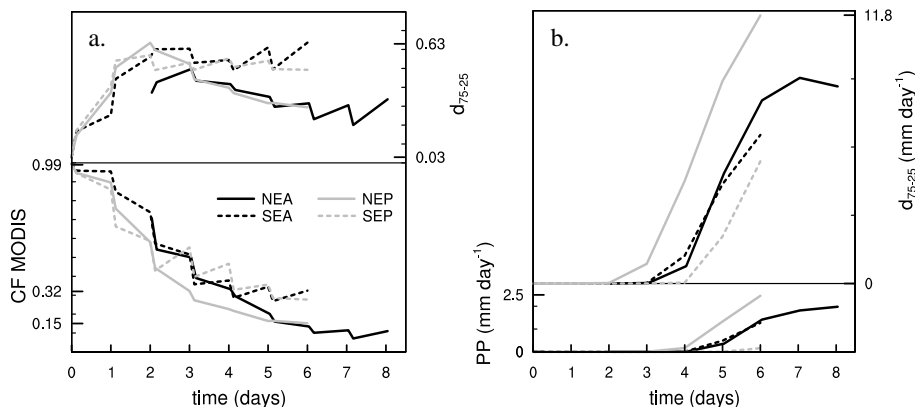 a.
0.63
d75-25
0.03
0.99
CF MODIS
0.32
0.15
NEA
NEP
SEA
SEP
0 1 2 3 4 5 6 7 8
time (days)
b.
11.8
d75-25 (mm day-1)
0
2.5
PP (mm day-1)
0
0 1 2 3 4 5 6 7 8
time (days)